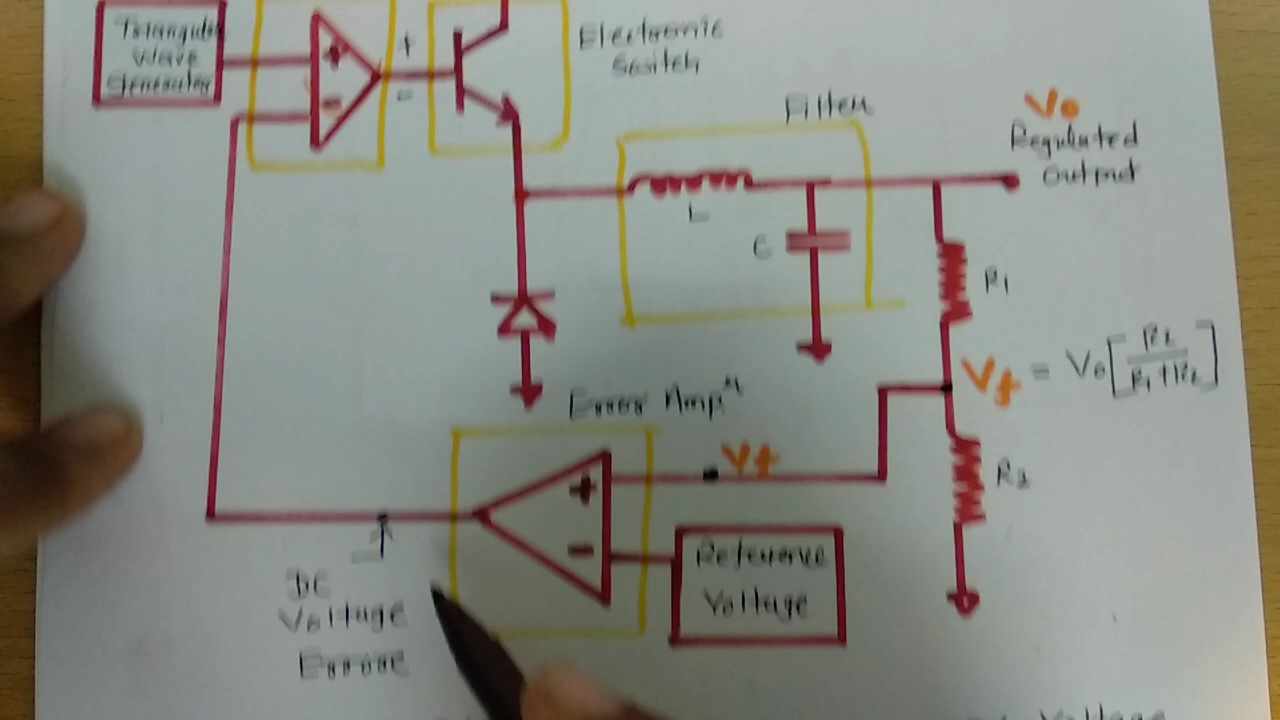 Triangular
Wave
Generator
+
-
+
=
Electronic
Switch
Filter
Vo
Regulated
Output
L
C
R1
Vf = Vo[R2/R1+R2]
Error Ampr
Vf
+
-
R2
Reference
Voltage
DC
Voltage
Error
Voltage